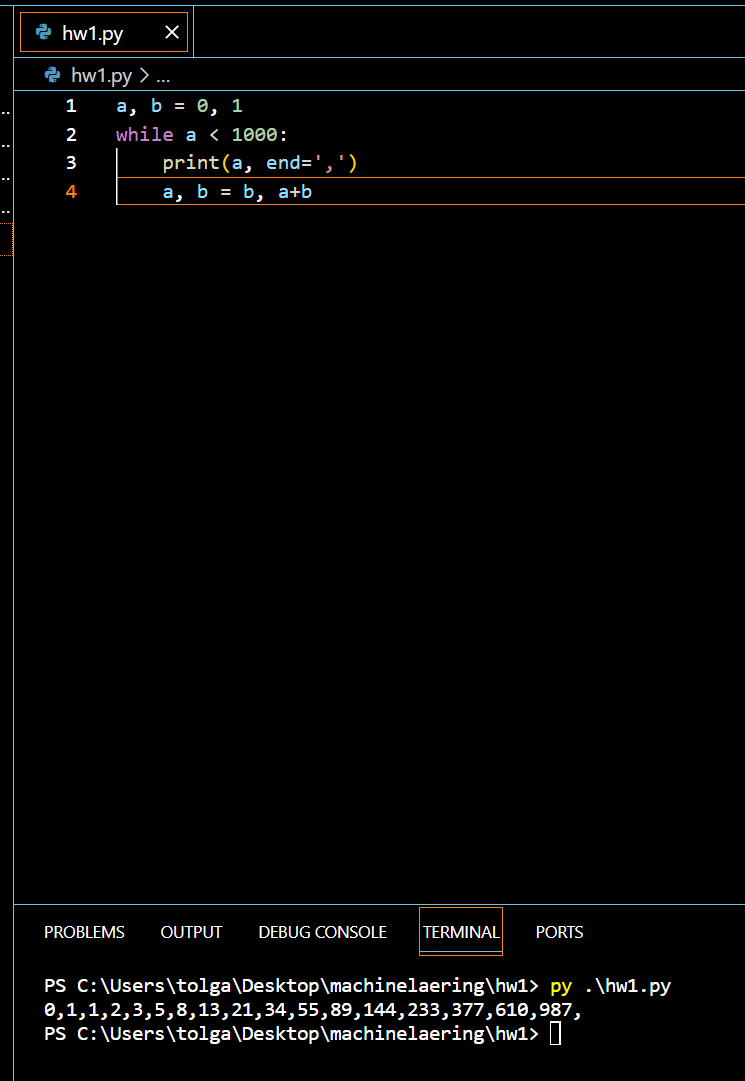 hw1.py
hw1.py > ...
1 a, b = 0, 1
2 while a < 1000:
3     print(a, end=',')
4     a, b = b, a+b
PROBLEMS OUTPUT DEBUG CONSOLE TERMINAL PORTS
PS C:\Users\tolga\Desktop\machinelaering\hw1> py .\hw1.py
0,1,1,2,3,5,8,13,21,34,55,89,144,233,377,610,987,
PS C:\Users\tolga\Desktop\machinelaering\hw1>